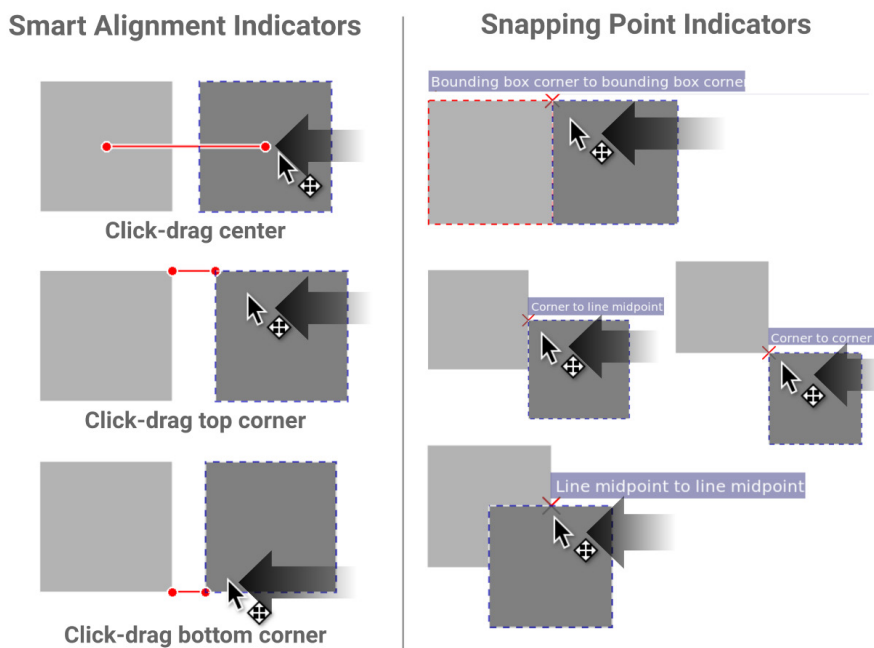 Smart Alignment Indicators
Click-drag center
Click-drag top corner
Click-drag bottom corner
Snapping Point Indicators
Bounding box corner to bounding box corne
Corner to line midpoint
Corner to corner
Line midpoint to line midpoint